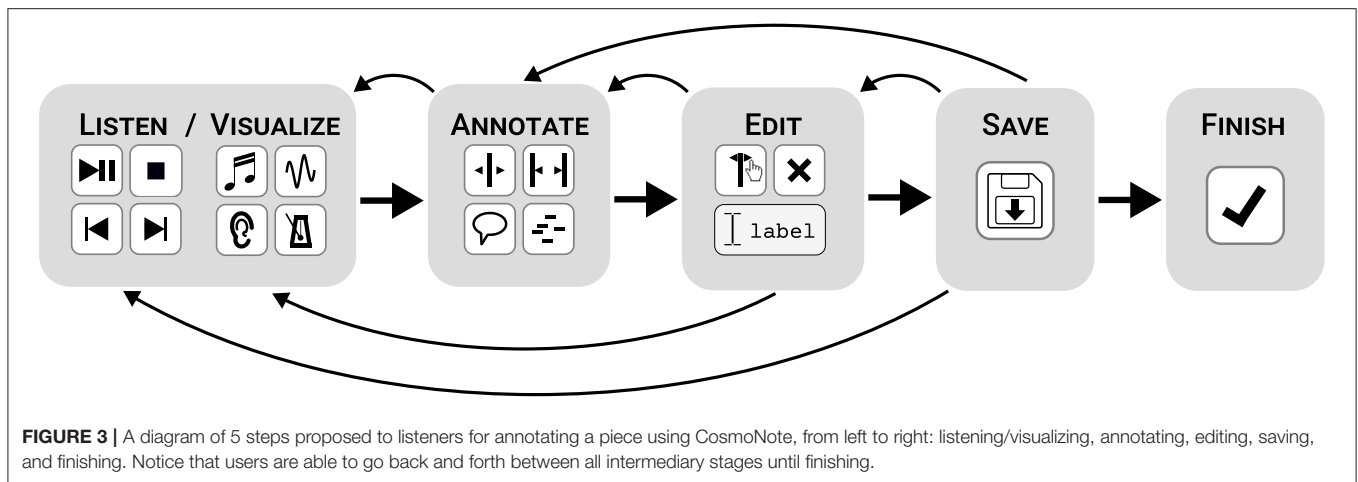 LISTEN / VISUALIZE
ANNOTATE
EDIT
SAVE
FINISH
label
FIGURE 3 | A diagram of 5 steps proposed to listeners for annotating a piece using CosmoNote, from left to right: listening/visualizing, annotating, editing, saving,
and finishing. Notice that users are able to go back and forth between all intermediary stages until finishing.